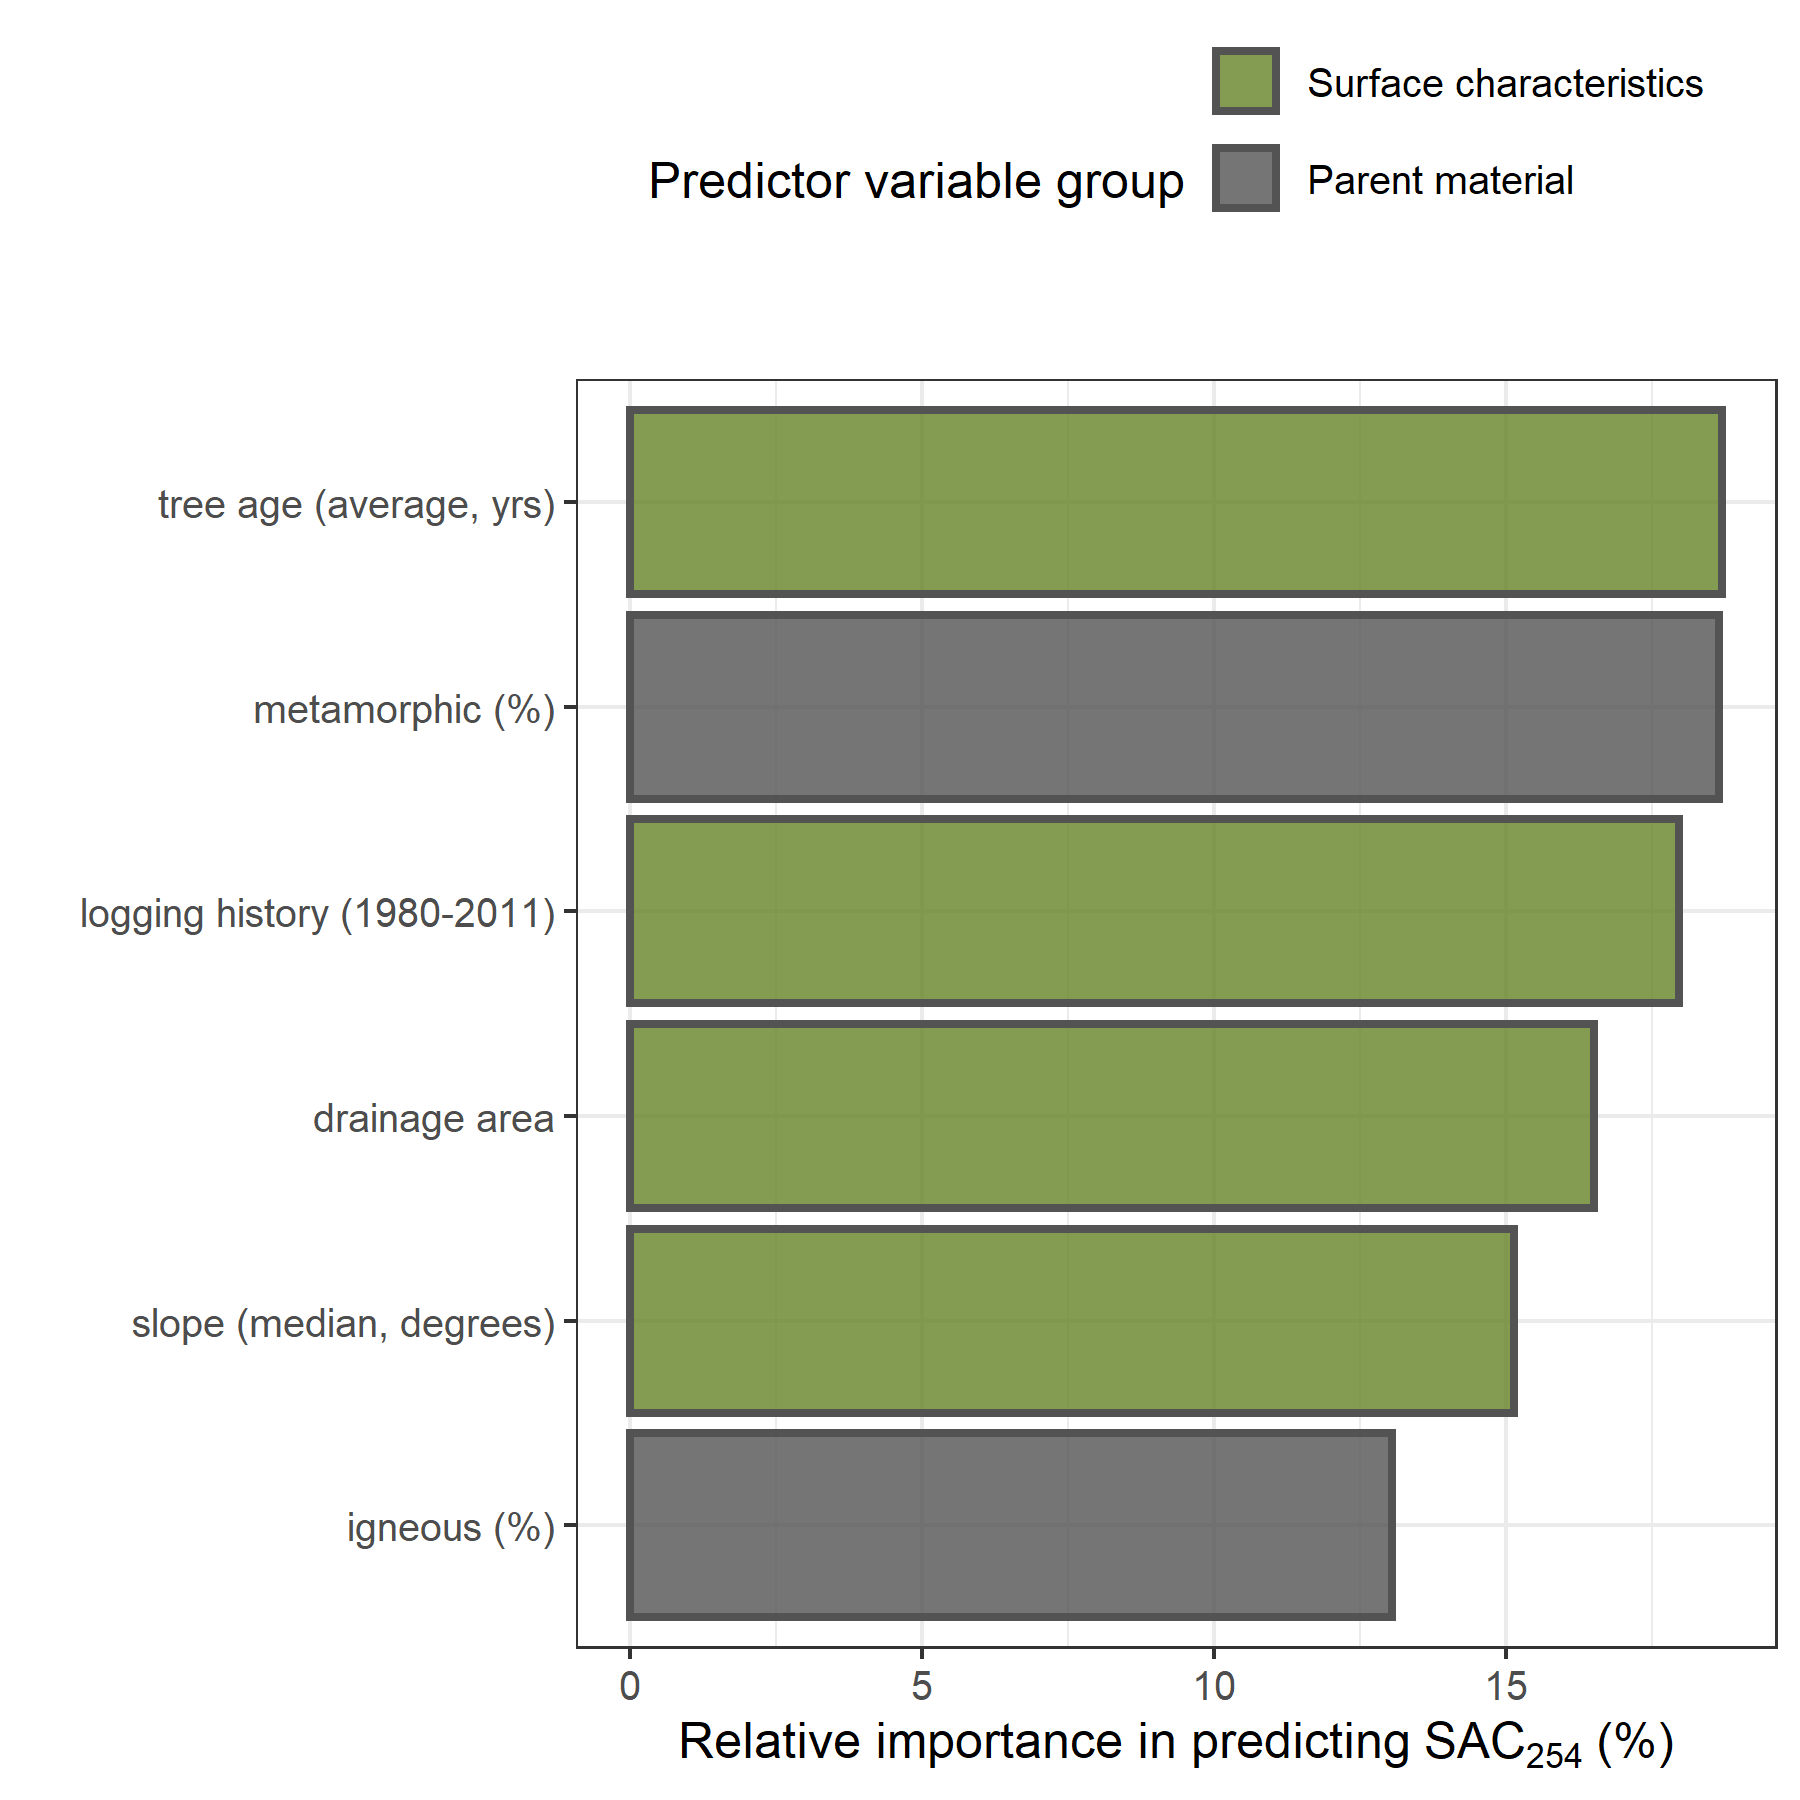 Surface characteristics
Predictor variable group
Parent material
tree age (average, yrs)
metamorphic (%)
logging history (1980-2011)
drainage area
slope (median, degrees)
igneous (%)
0 5 10 15
Relative importance in predicting SAC₂₅₄ (%)